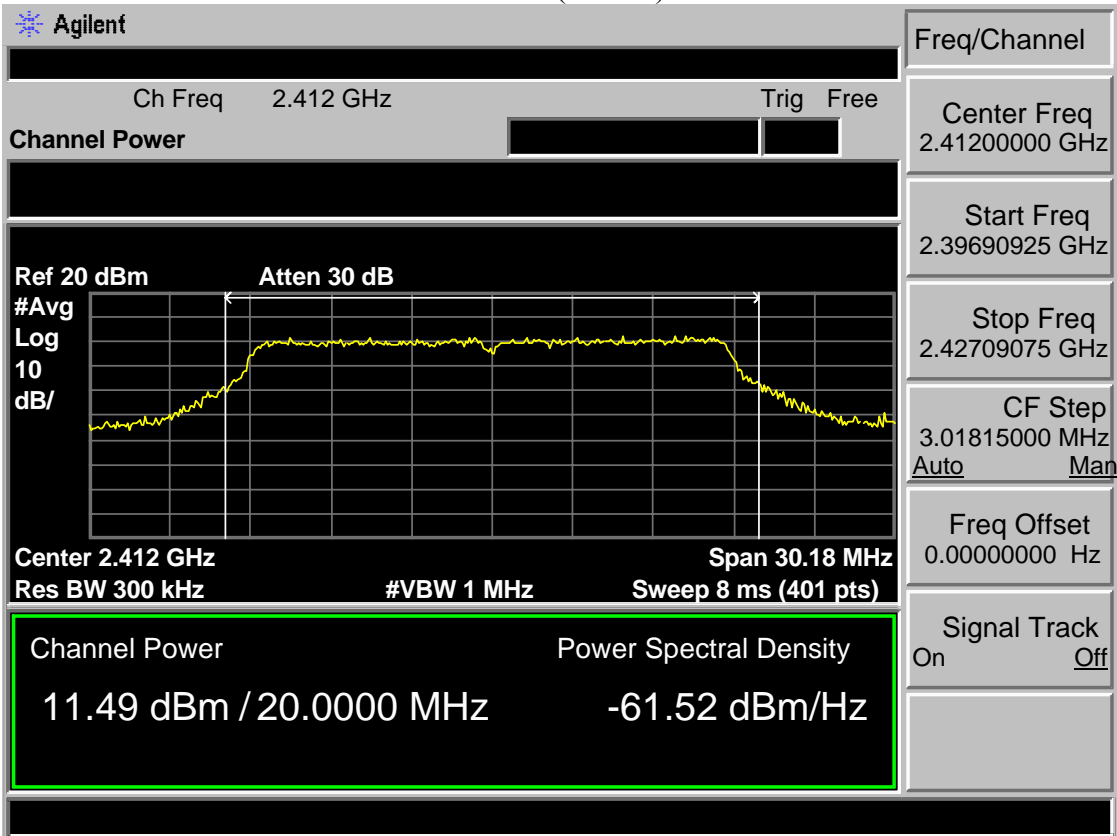 Agilent
Freq/Channel
Ch Freq 2.412 GHz Trig Free
Channel Power
Center Freq
2.41200000 GHz
Start Freq
2.39690925 GHz
Stop Freq
2.42709075 GHz
CF Step
3.01815000 MHz
Auto Man
Freq Offset
0.00000000 Hz
Signal Track
On Off
Ref 20 dBm Atten 30 dB
#Avg
Log
10
dB/
Center 2.412 GHz Span 30.18 MHz
Res BW 300 kHz #VBW 1 MHz Sweep 8 ms (401 pts)
Channel Power Power Spectral Density
11.49 dBm / 20.0000 MHz -61.52 dBm/Hz